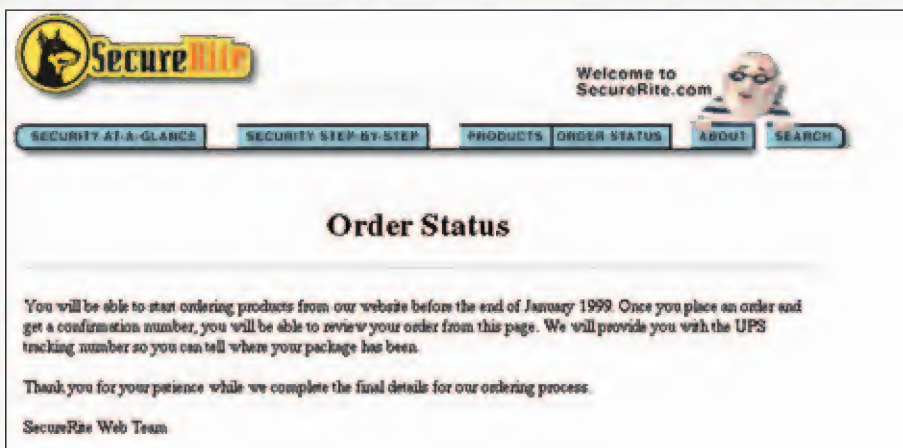 SecureRite
Welcome to
SecureRite.com
SECURITY AT-A-GLANCE SECURITY STEP-BY-STEP PRODUCTS ORDER STATUS ABOUT SEARCH
Order Status
You will be able to start ordering products from our website before the end of January 1999. Once you place an order and
get a confirmation number, you will be able to review your order from this page. We will provide you with the UPS
tracking number so you can tell where your package has been.
Thank you for your patience while we complete the final details for our ordering process.
SecureRite Web Team